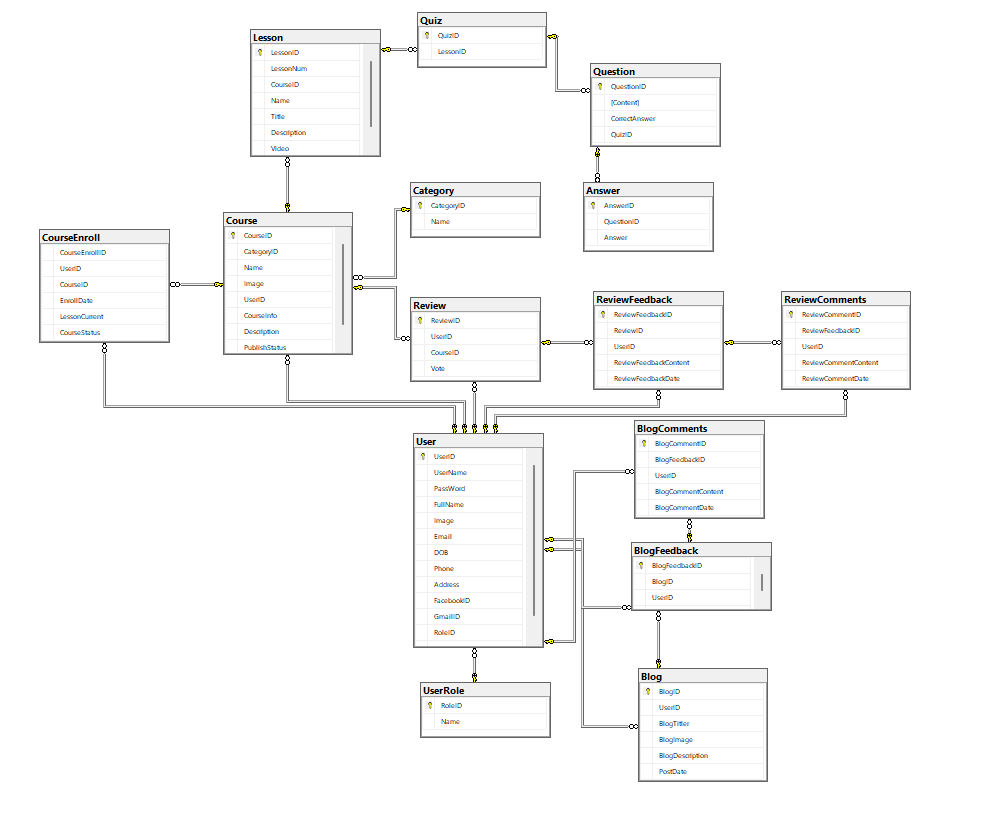 Quiz
QuizID
LessonID
Lesson
LessonID
LessonNum
CourseID
Name
Title
Description
Video
Question
QuestionID
[Content]
CorrectAnswer
QuizID
Category
CategoryID
Name
Answer
AnswerID
QuestionID
Answer
Course
CourseID
CategoryID
Name
Image
UserID
CourseInfo
Description
PublishStatus
CourseEnroll
CourseEnrollID
UserID
CourseID
EnrollDate
LessonCurrent
CourseStatus
Review
ReviewID
UserID
CourseID
Vote
ReviewFeedback
ReviewFeedbackID
ReviewID
UserID
ReviewFeedbackContent
ReviewFeedbackDate
ReviewComments
ReviewCommentID
ReviewFeedbackID
UserID
ReviewCommentContent
ReviewCommentDate
User
UserID
UserName
PassWord
FullName
Image
Email
DOB
Phone
Address
FacebookID
GmailID
RoleID
BlogComments
BlogCommentID
BlogFeedbackID
UserID
BlogCommentContent
BlogCommentDate
BlogFeedback
BlogFeedbackID
BlogID
UserID
UserRole
RoleID
Name
Blog
BlogID
UserID
BlogTitler
BlogImage
BlogDescription
PostDate